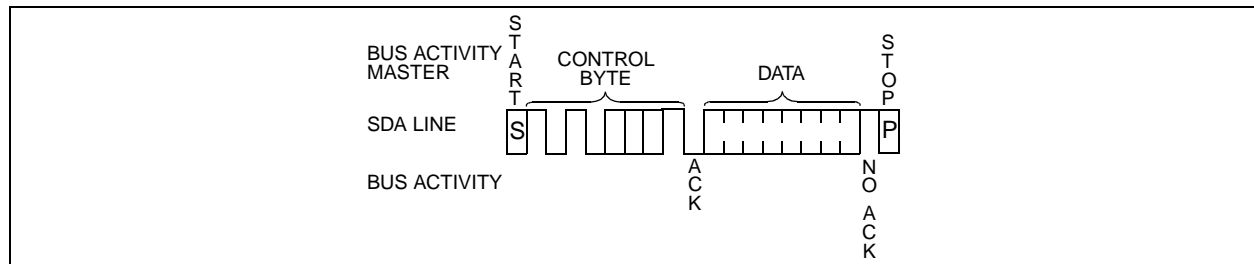 BUS ACTIVITY
MASTER
START
CONTROL
BYTE
DATA
STOP
SDA LINE
S
P
BUS ACTIVITY
ACK
NO ACK